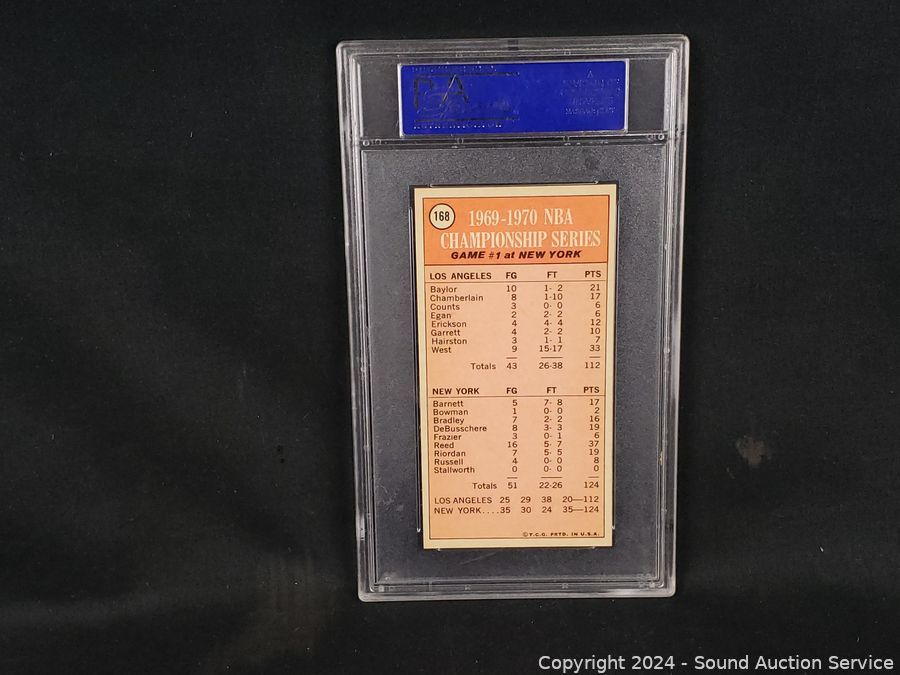 168
1969-1970 NBA
CHAMPIONSHIP SERIES
GAME #1 at NEW YORK
LOS ANGELES FG FT PTS
Baylor 10 1- 2 21
Chamberlain 8 1-10 17
Counts 3 0- 0 6
Egan 2 2- 2 6
Erickson 4 4- 4 12
Garrett 4 2- 2 10
Hairston 3 1- 1 7
West 9 15-17 33
Totals 43 26-38 112
NEW YORK FG FT PTS
Barnett 5 7- 8 17
Bowman 1 0- 0 2
Bradley 7 2- 2 16
DeBusschere 8 3- 3 19
Frazier 3 0- 1 6
Reed 16 5- 7 37
Riordan 7 5- 5 19
Russell 4 0- 0 8
Stallworth 0 0- 0 0
Totals 51 22-26 124
LOS ANGELES 25 29 38 20—112
NEW YORK....35 30 24 35—124
© T.C.G. PRTD. IN U.S.A.
Copyright 2024 - Sound Auction Service